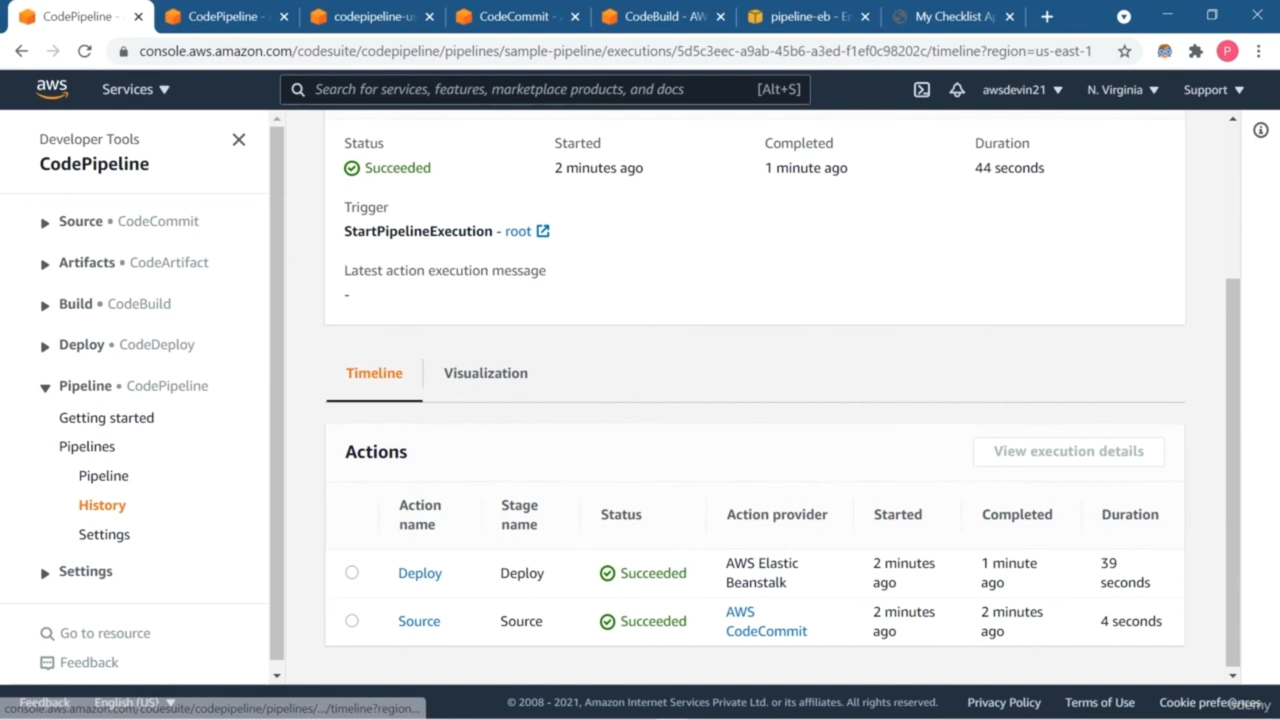 CodePipeline - A
CodePipeline - A
codepipeline-us
CodeCommit - A
CodeBuild - AW
pipeline-eb - En
My Checklist Ap
console.aws.amazon.com/codesuite/codepipeline/pipelines/sample-pipeline/executions/5d5c3eec-a9ab-45b6-a3ed-f1ef0c98202c/timeline?region=us-east-1
P
aws
Services
Search for services, features, marketplace products, and docs
[Alt+S]
awsdevin21
N. Virginia
Support
Developer Tools
CodePipeline
Source • CodeCommit
Artifacts • CodeArtifact
Build • CodeBuild
Deploy • CodeDeploy
Pipeline • CodePipeline
Getting started
Pipelines
Pipeline
History
Settings
Settings
Go to resource
Feedback
Status
Started
Completed
Duration
Succeeded
2 minutes ago
1 minute ago
44 seconds
Trigger
StartPipelineExecution - root
Latest action execution message
-
Timeline
Visualization
Actions
View execution details
Action name
Stage name
Status
Action provider
Started
Completed
Duration
Deploy
Deploy
Succeeded
AWS Elastic Beanstalk
2 minutes ago
1 minute ago
39 seconds
Source
Source
Succeeded
AWS CodeCommit
2 minutes ago
2 minutes ago
4 seconds
Feedback
English (US)
console.aws.amazon.com/codesuite/codepipeline/pipelines/.../timeline?region...
© 2008 - 2021, Amazon Internet Services Private Ltd. or its affiliates. All rights reserved.
Privacy Policy
Terms of Use
Cookie preferences
Udemy